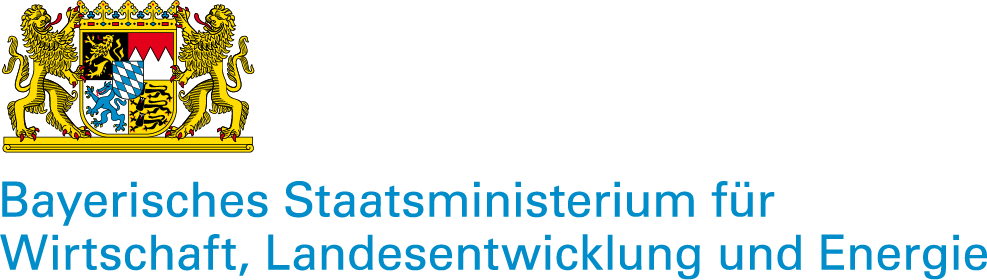 Bayerisches Staatsministerium für
Wirtschaft, Landesentwicklung und Energie